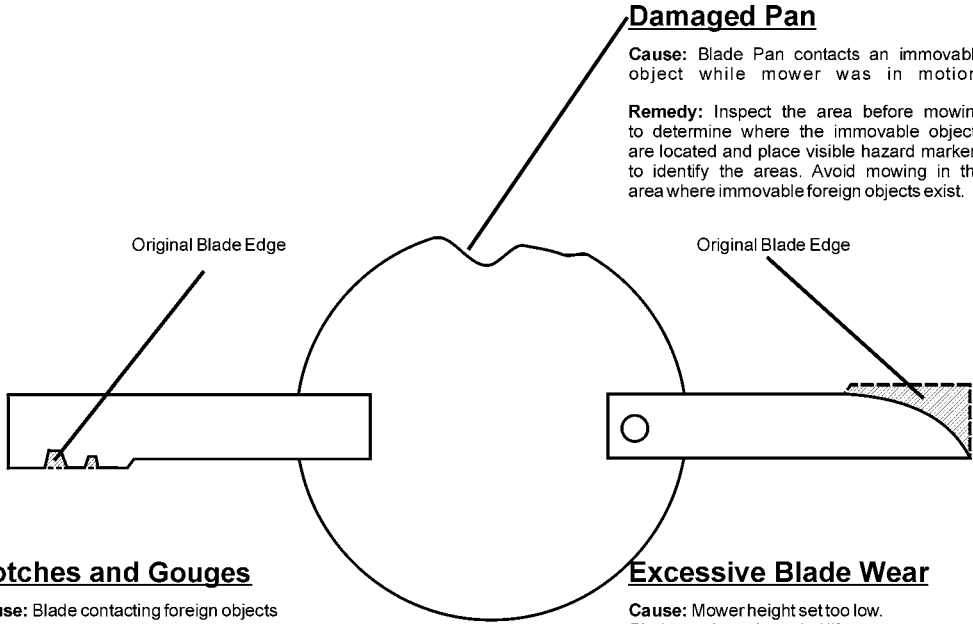 Damaged Pan
Cause: Blade Pan contacts an immovabl
object while mower was in motion
Remedy: Inspect the area before mowin
to determine where the immovable object
are located and place visible hazard marker
to identify the areas. Avoid mowing in th
area where immovable foreign objects exist.
Original Blade Edge
Original Blade Edge
otches and Gouges
use: Blade contacting foreign objects
Excessive Blade Wear
Cause: Mower height set too low.